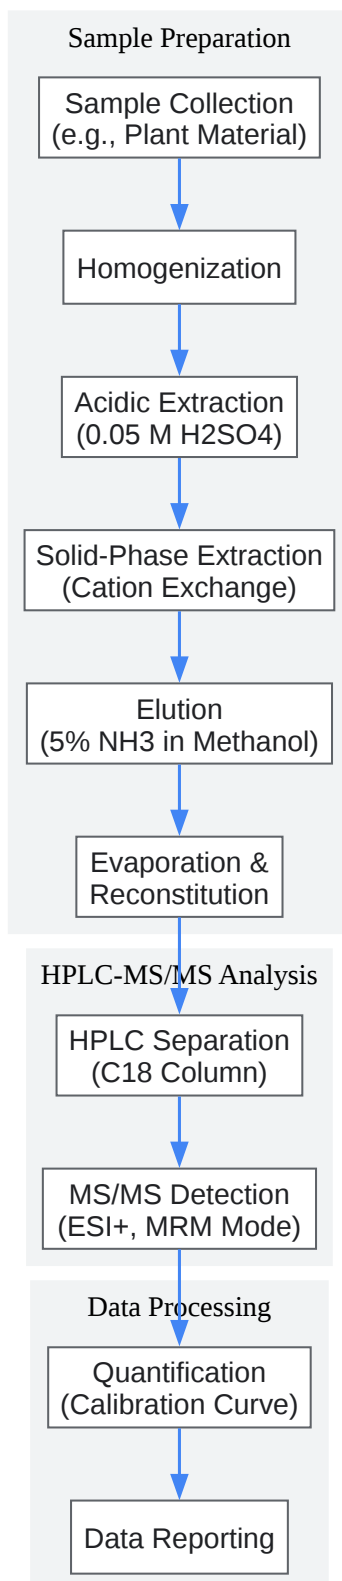 Sample Preparation
Sample Collection
(e.g., Plant Material)
Homogenization
Acidic Extraction
(0.05 M H2SO4)
Solid-Phase Extraction
(Cation Exchange)
Elution
(5% NH3 in Methanol)
Evaporation &
Reconstitution
HPLC-MS/MS Analysis
HPLC Separation
(C18 Column)
MS/MS Detection
(ESI+, MRM Mode)
Data Processing
Quantification
(Calibration Curve)
Data Reporting